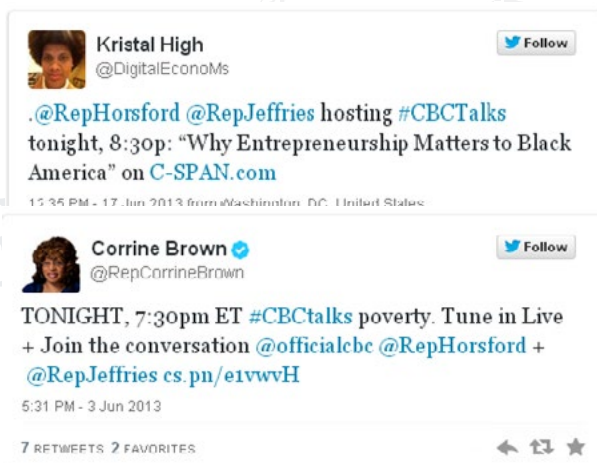 Kristal High
Follow
@DigitalEconoMs
.@RepHorsford @RepJeffries hosting #CBCTalks
tonight, 8:30p: “Why Entrepreneurship Matters to Black
America” on C-SPAN.com
12:35 PM - 17 Jun 2013 from Washington, DC, United States
Corrine Brown
Follow
@RepCorrineBrown
TONIGHT, 7:30pm ET #CBCtalks poverty. Tune in Live
+ Join the conversation @officialcbc @RepHorsford +
@RepJeffries cs.pn/e1vwvH
5:31 PM - 3 Jun 2013
7 RETWEETS 2 FAVORITES